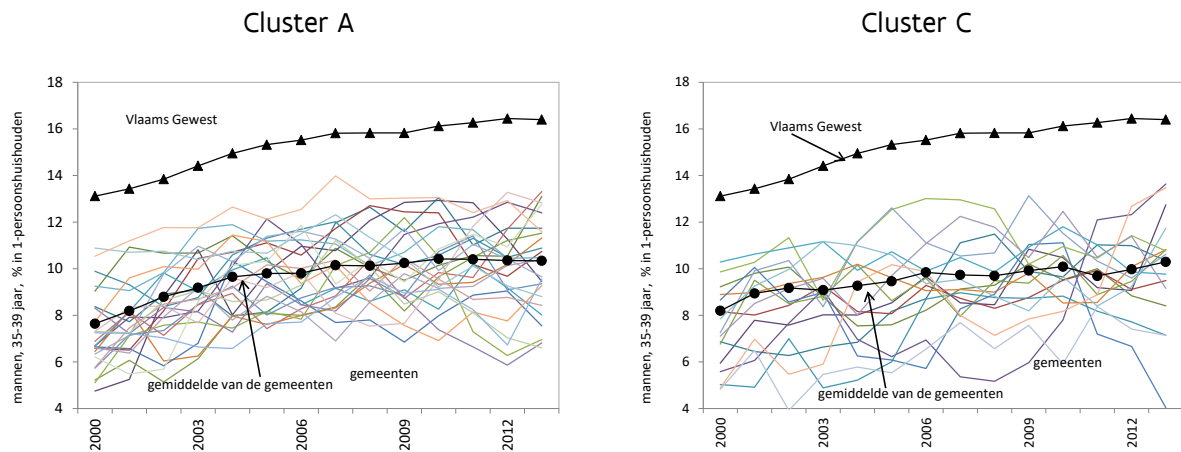 Cluster A
mannen, 35-39 jaar, % in 1-persoonshuishouden
18
16
14
12
10
8
6
4
Vlaams Gewest
gemiddelde van de gemeenten
gemeenten
2000
2003
2006
2009
2012
Cluster C
mannen, 35-39 jaar, % in 1-persoonshuishouden
18
16
14
12
10
8
6
4
Vlaams Gewest
gemeenten
gemiddelde van de gemeenten
2000
2003
2006
2009
2012